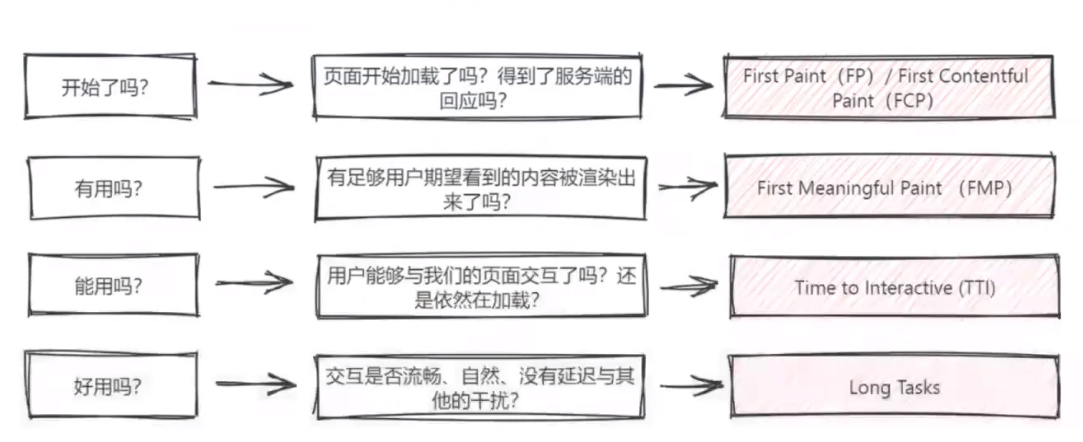 开始了吗？
页面开始加载了吗？得到了服务端的
回应吗？
First Paint（FP）/ First Contentful
Paint（FCP）
有用吗？
有足够用户期望看到的内容被渲染出
来了吗？
First Meaningful Paint （FMP）
能用吗？
用户能够与我们的页面交互了吗？还
是依然在加载？
Time to Interactive (TTI)
好用吗？
交互是否流畅、自然、没有延迟与其
他的干扰？
Long Tasks